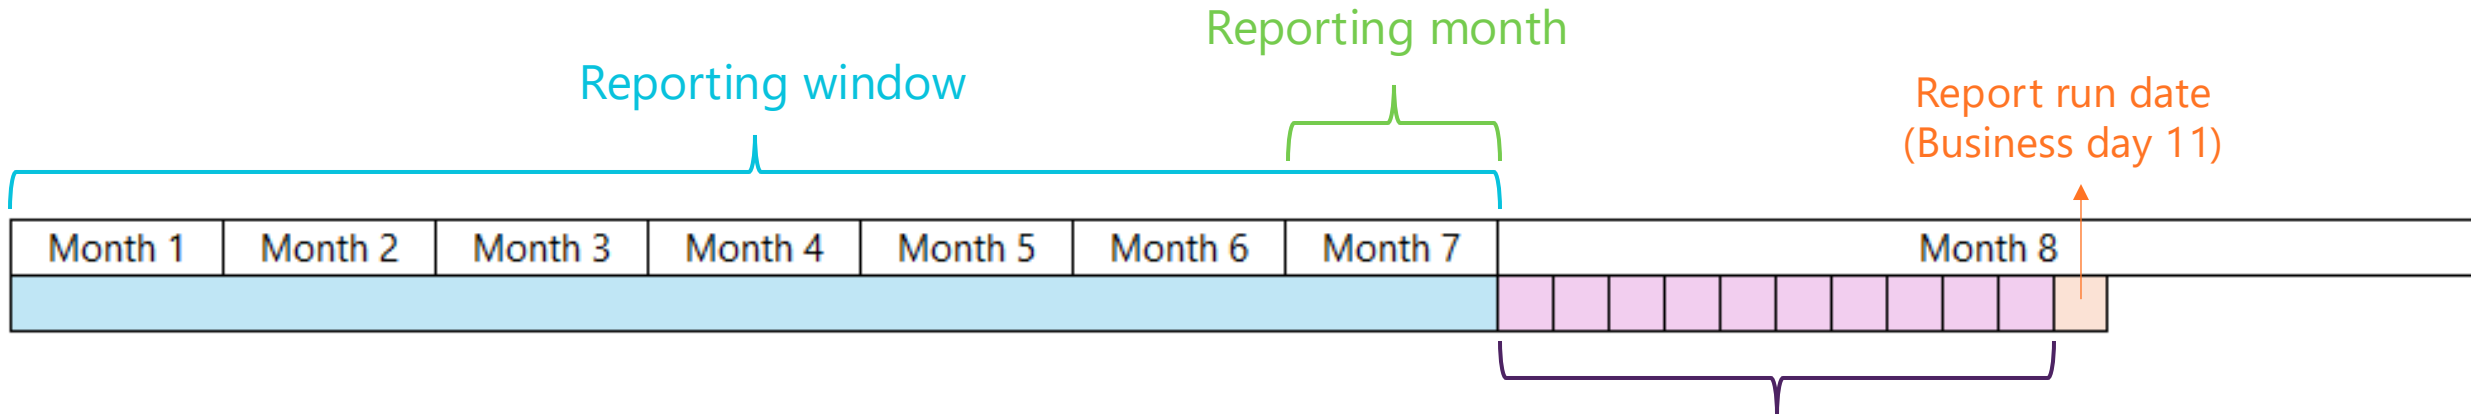 Reporting month
Reporting window
Report run date
(Business day 11)
Month 1
Month 2
Month 3
Month 4
Month 5
Month 6
Month 7
Month 8